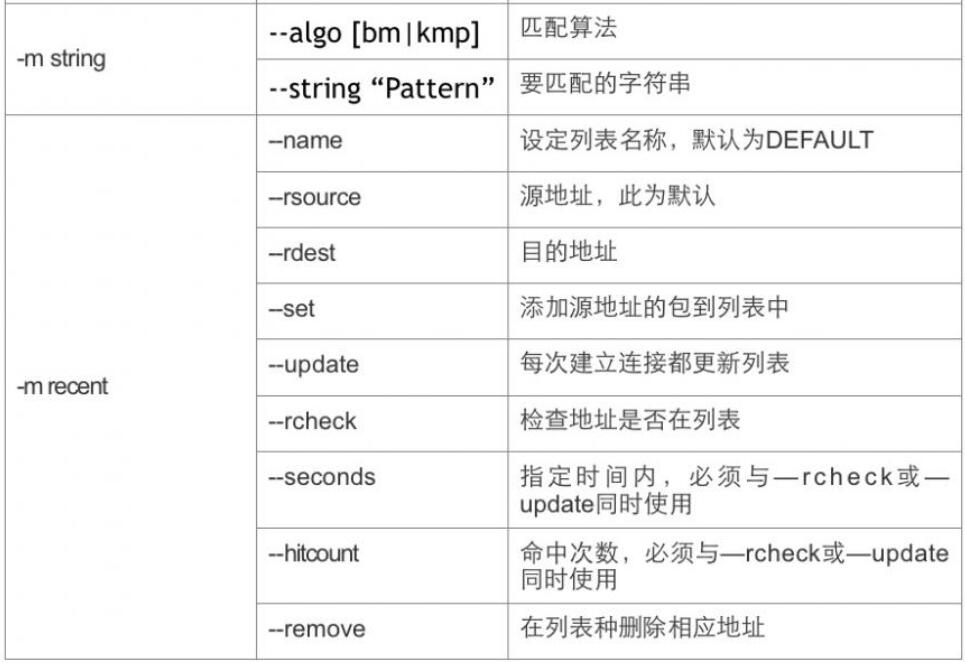 -m string
--algo [bm|kmp]
匹配算法
--string “Pattern”
要匹配的字符串
-m recent
--name
设定列表名称，默认为DEFAULT
--rsource
源地址，此为默认
--rdest
目的地址
--set
添加源地址的包到列表中
--update
每次建立连接都更新列表
--rcheck
检查地址是否在列表
--seconds
指定时间内，必须与—rcheck或—
update同时使用
--hitcount
命中次数，必须与—rcheck或—update
同时使用
--remove
在列表种删除相应地址